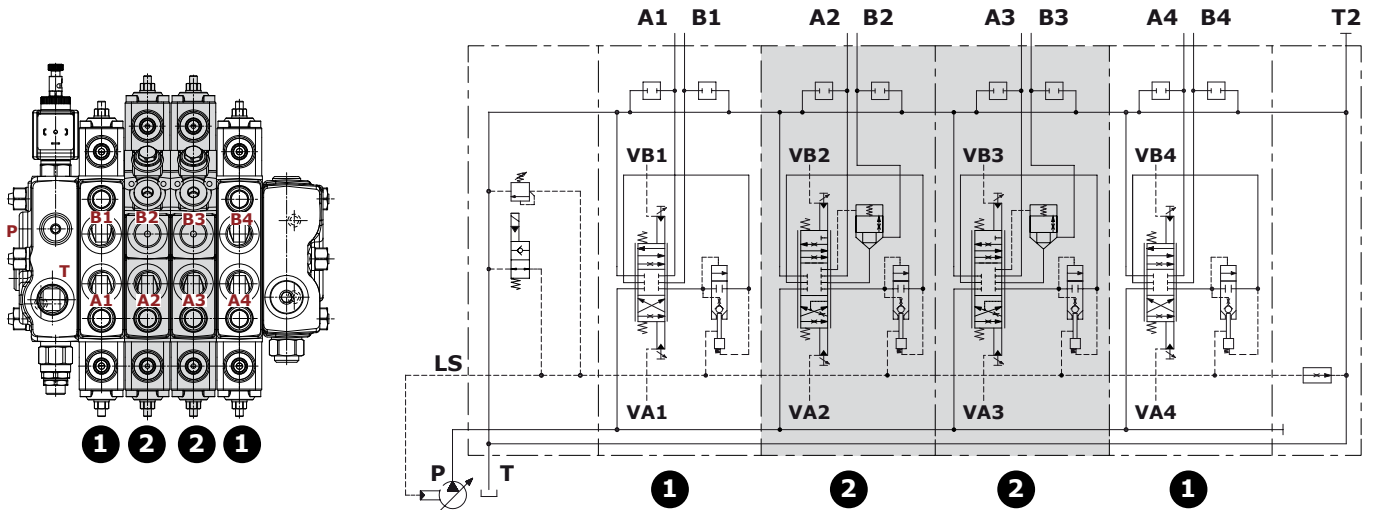 A1 B1 A2 B2 A3 B3 A4 B4 T2
VB1 VB2 VB3 VB4
B1 B2 B3 B4
P
T
A1 A2 A3 A4
LS
VA1 VA2 VA3 VA4
1 2 2 1
P T
1 2 2 1